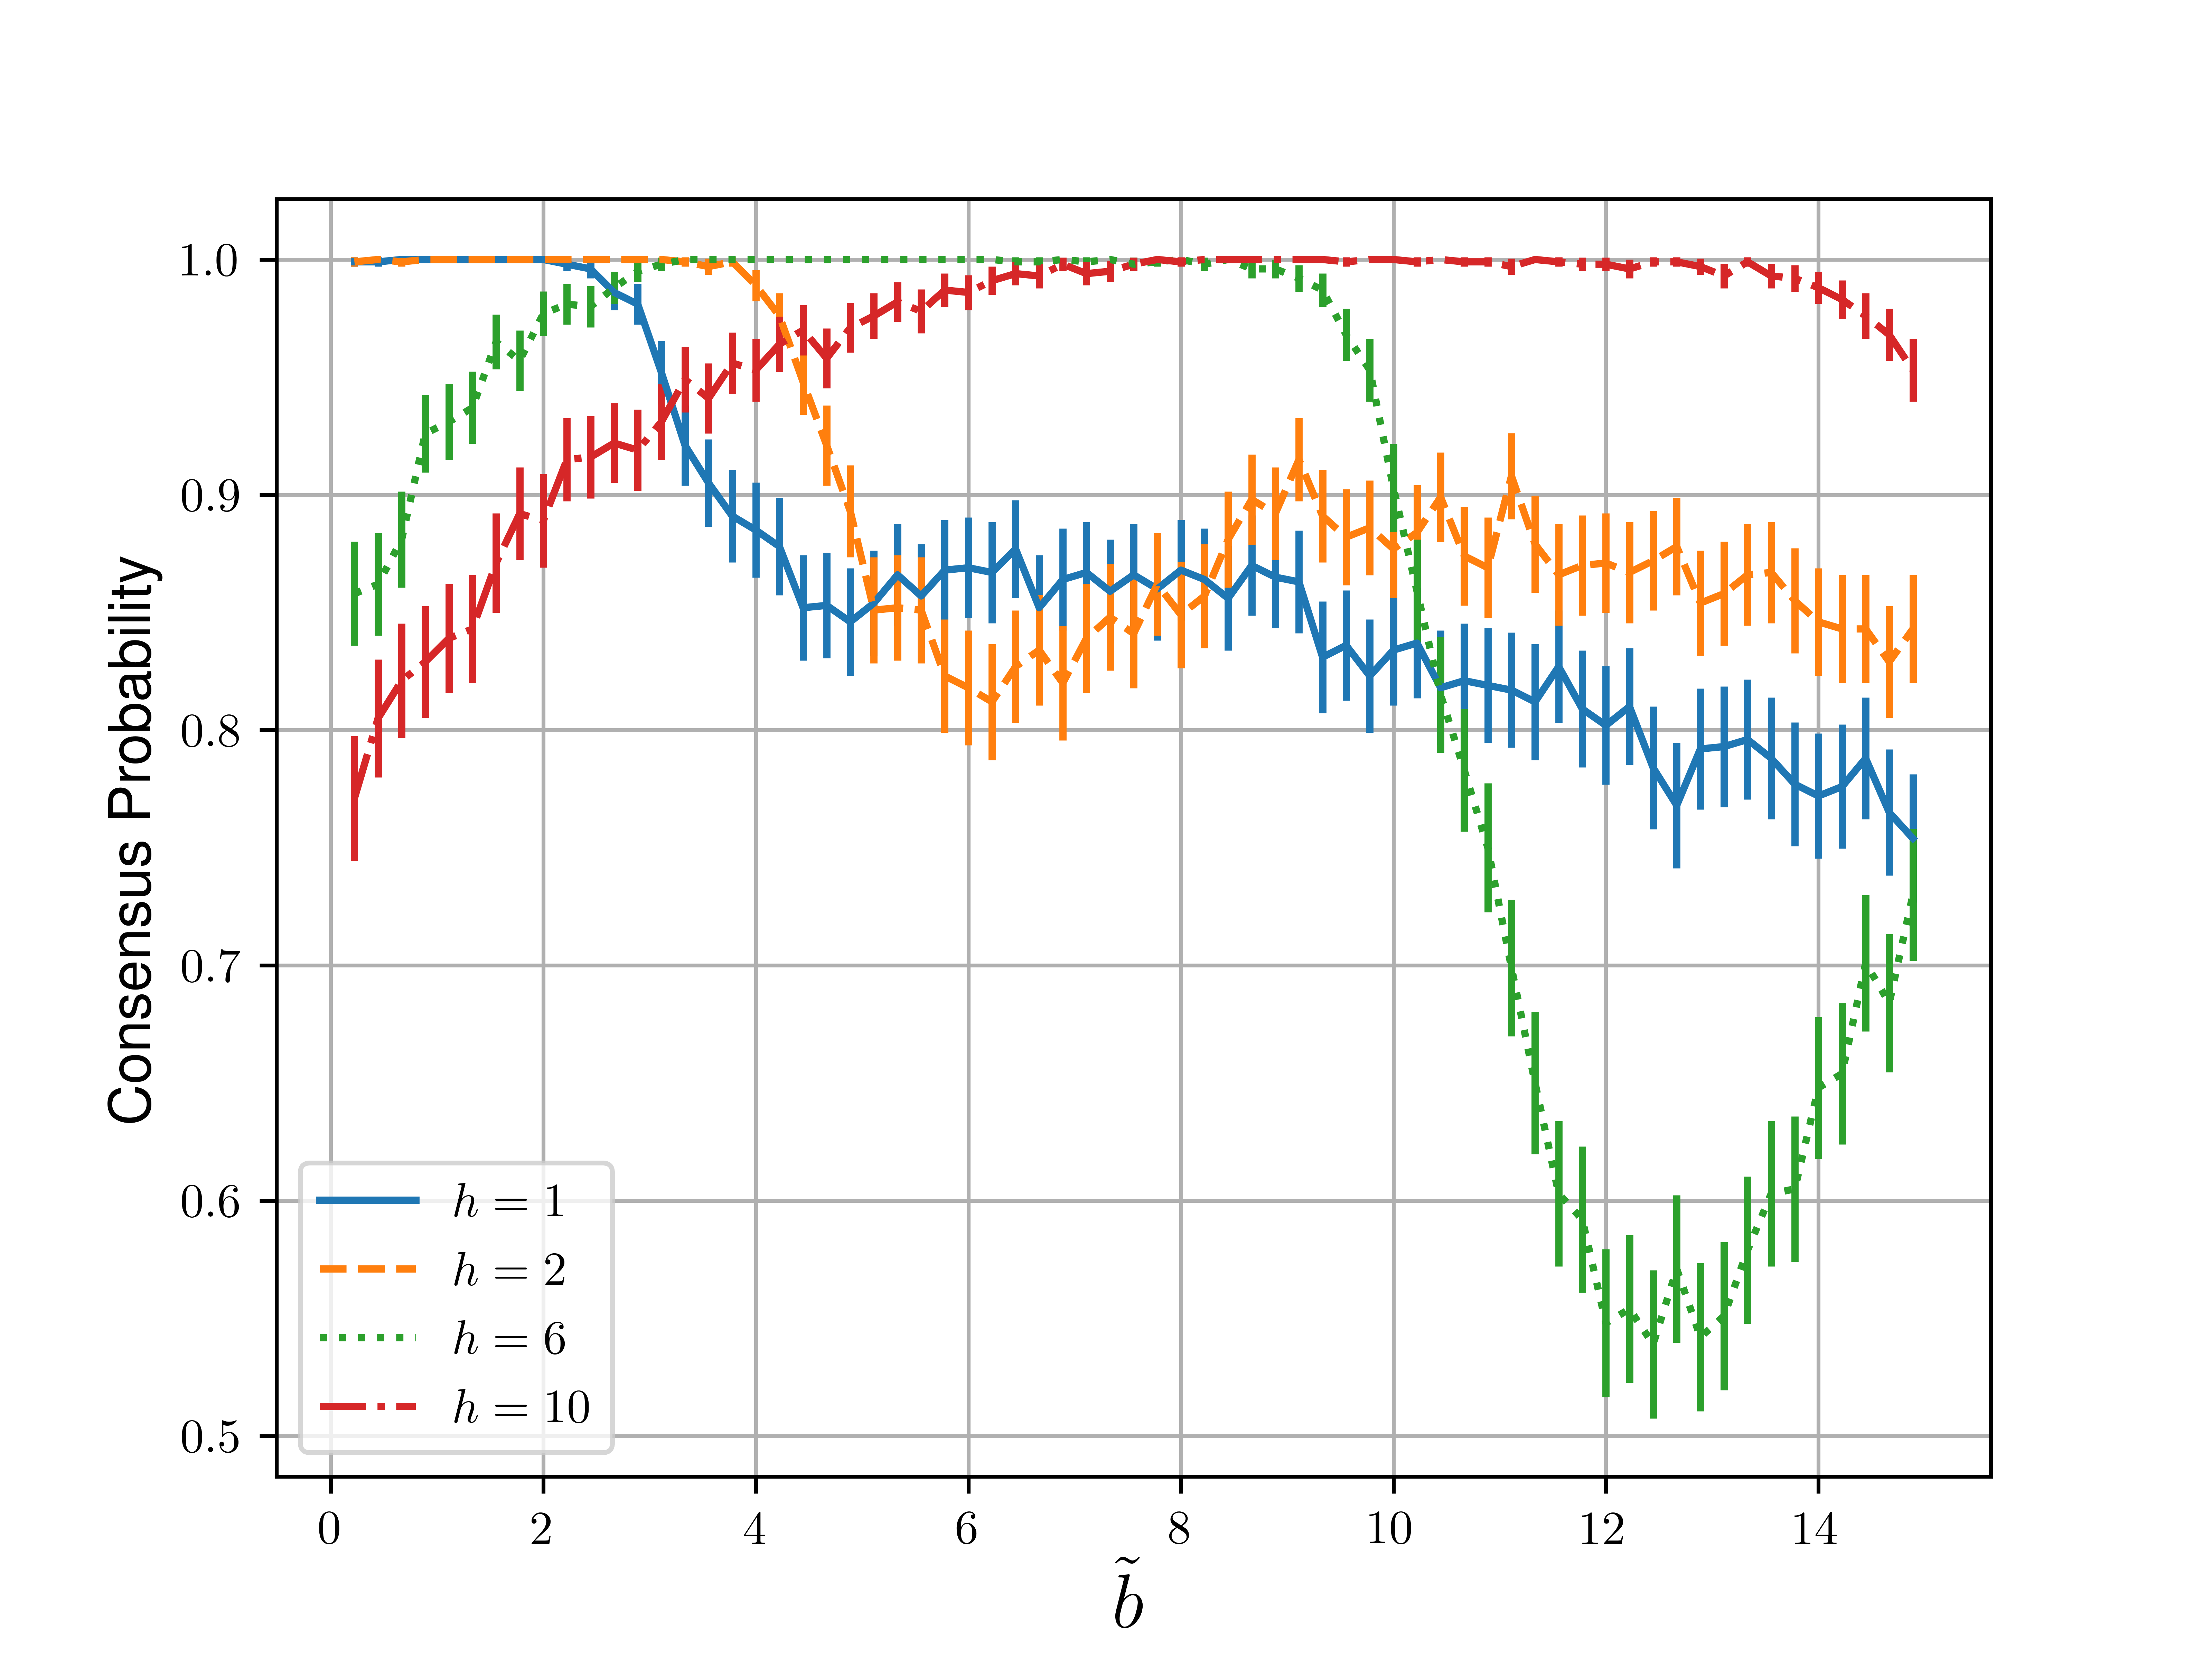 1.0
0.9
0.8
0.7
0.6
0.5
Consensus Probability
h = 1
h = 2
h = 6
h = 10
0 2 4 6 8 10 12 14
b̃